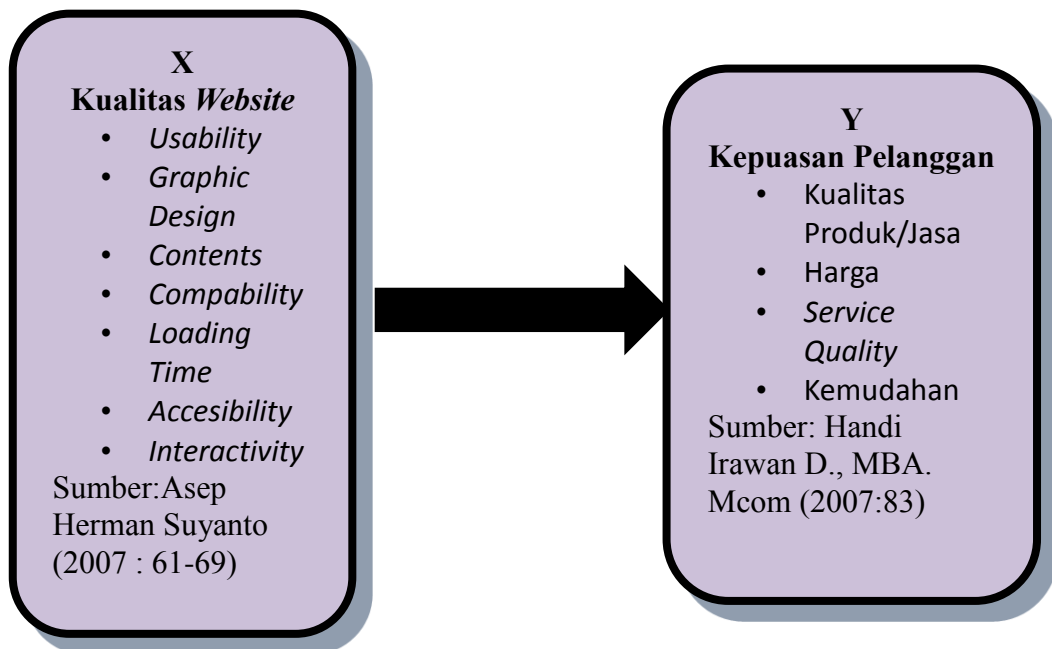 X
Kualitas Website
• Usability
• Graphic
Design
• Contents
• Compability
• Loading
Time
• Accesibility
• Interactivity
Sumber:Asep
Herman Suyanto
(2007 : 61-69)
Y
Kepuasan Pelanggan
• Kualitas
Produk/Jasa
• Harga
• Service
Quality
• Kemudahan
Sumber: Handi
Irawan D., MBA.
Mcom (2007:83)